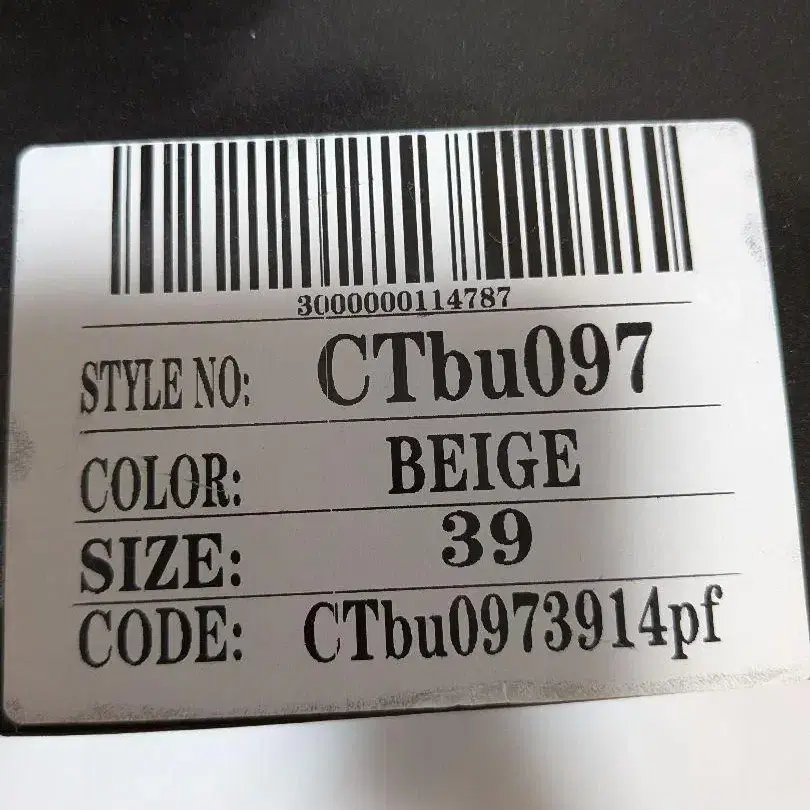 3000000114787
STYLE NO: CTbu097
COLOR: BEIGE
SIZE: 39
CODE: CTbu0973914pf